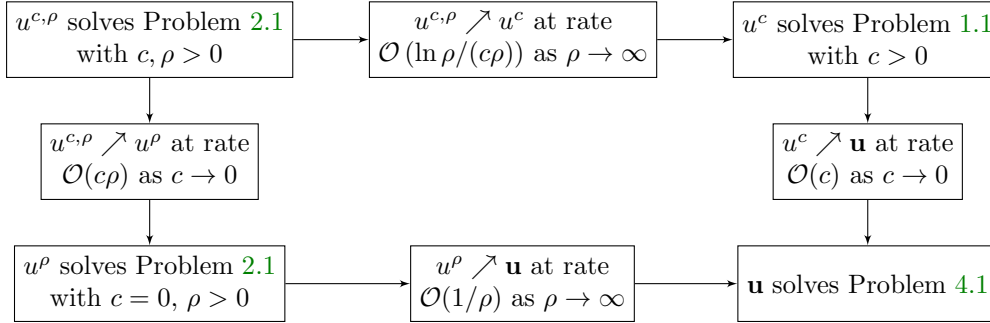 u^{c,ρ} solves Problem 2.1
with c, ρ > 0
u^{c,ρ} ↗ u^c at rate
𝒪 (ln ρ/(cρ)) as ρ → ∞
u^c solves Problem 1.1
with c > 0
u^{c,ρ} ↗ u^ρ at rate
𝒪(cρ) as c → 0
u^c ↗ 𝐮 at rate
𝒪(c) as c → 0
u^ρ solves Problem 2.1
with c = 0, ρ > 0
u^ρ ↗ 𝐮 at rate
𝒪(1/ρ) as ρ → ∞
𝐮 solves Problem 4.1